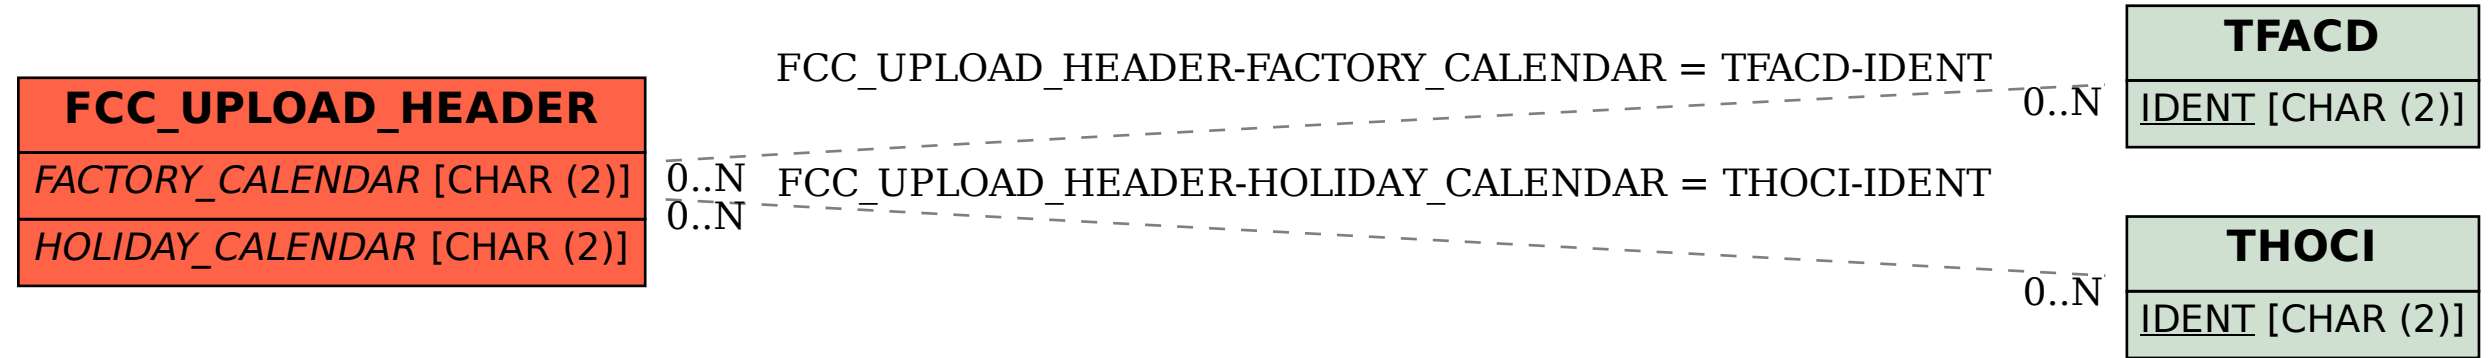 FCC_UPLOAD_HEADER
FACTORY_CALENDAR [CHAR (2)]
HOLIDAY_CALENDAR [CHAR (2)]
FCC_UPLOAD_HEADER-FACTORY_CALENDAR = TFACD-IDENT
0..N
0..N
FCC_UPLOAD_HEADER-HOLIDAY_CALENDAR = THOCI-IDENT
0..N
0..N
TFACD
IDENT [CHAR (2)]
THOCI
IDENT [CHAR (2)]